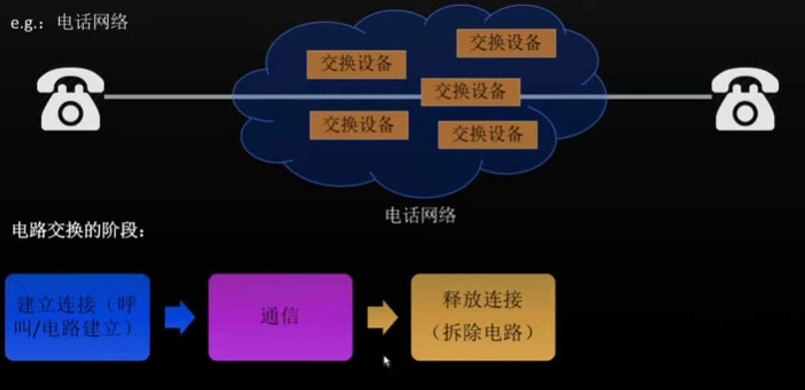 e.g.：电话网络
交换设备
交换设备
交换设备
交换设备
交换设备
电话网络
电路交换的阶段：
建立连接（呼
叫/电路建立）
通信
释放连接
（拆除电路）